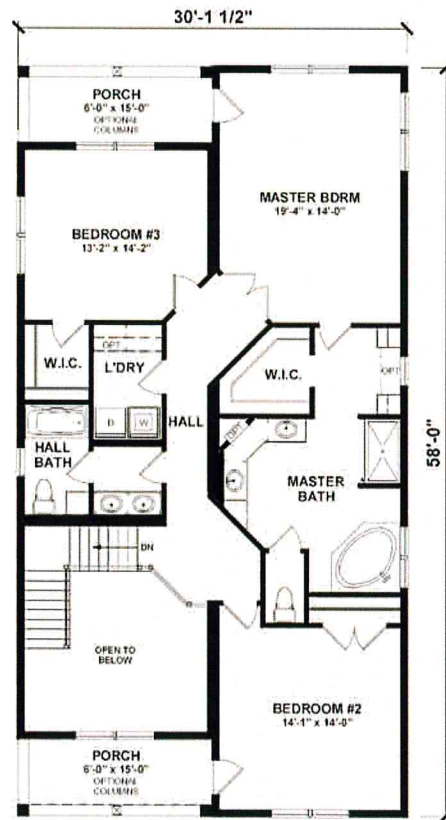 30'-1 1/2"
PORCH
6'-0" x 15'-0"
OPTIONAL
COLUMNS
MASTER BDRM
19'-4" x 14'-0"
BEDROOM #3
13'-2" x 14'-2"
W.I.C.
OPT
L'DRY
W.I.C.
OPT
D
W
HALL
HALL
BATH
OPT
MASTER
BATH
58'-0"
DN
OPEN TO
BELOW
BEDROOM #2
14'-1" x 14'-0"
PORCH
6'-0" x 15'-0"
OPTIONAL
COLUMNS